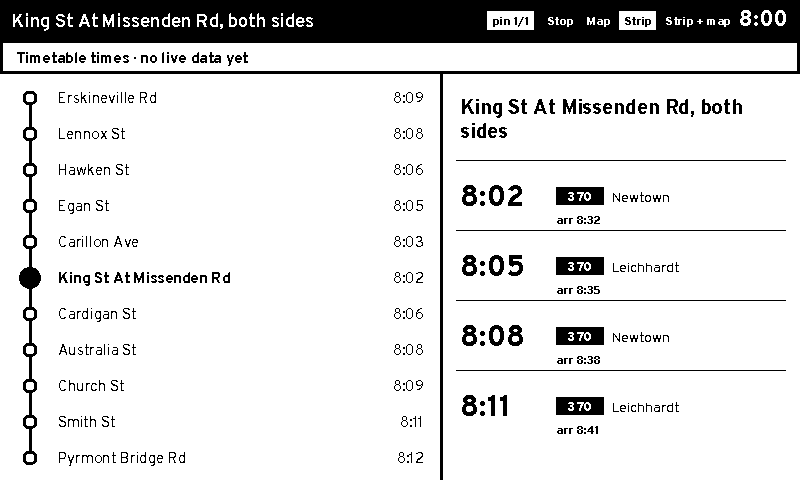 King St At Missenden Rd, both sides pin 1/1 Stop Map Strip Strip + map 8:00
Timetable times · no live data yet
Erskineville Rd 8:09
Lennox St 8:08
Hawken St 8:06
Egan St 8:05
Carillon Ave 8:03
King St At Missenden Rd 8:02
Cardigan St 8:06
Australia St 8:08
Church St 8:09
Smith St 8:11
Pyrmont Bridge Rd 8:12
King St At Missenden Rd, both
sides
8:02 370 Newtown
arr 8:32
8:05 370 Leichhardt
arr 8:35
8:08 370 Newtown
arr 8:38
8:11 370 Leichhardt
arr 8:41